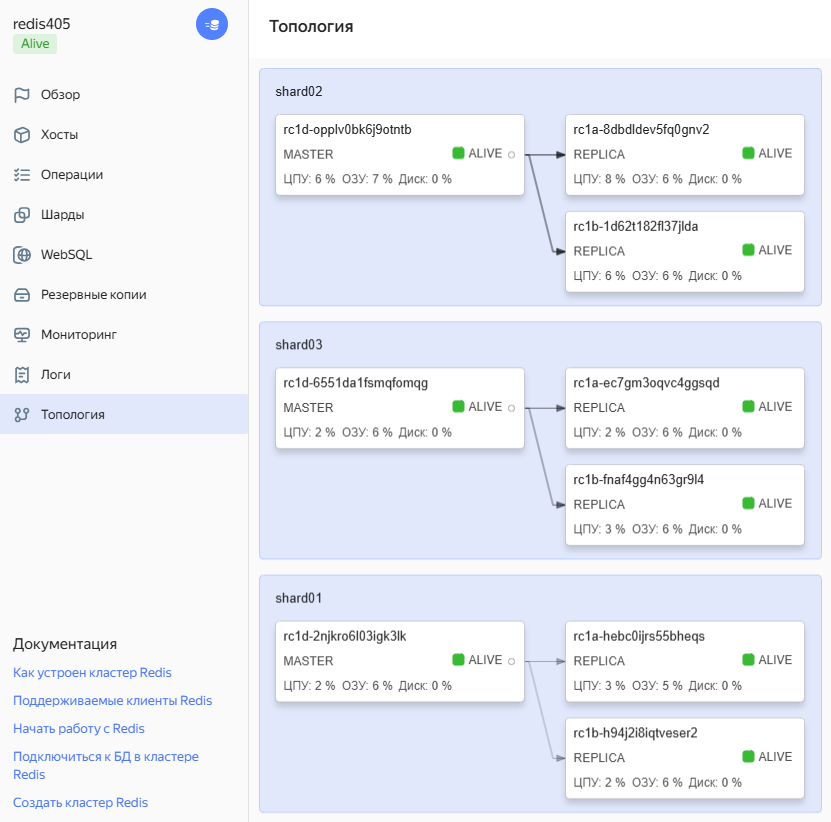 redis405
Alive
Обзор
Хосты
Операции
Шарды
WebSQL
Резервные копии
Мониторинг
Логи
Топология
Документация
Как устроен кластер Redis
Поддерживаемые клиенты Redis
Начать работу с Redis
Подключиться к БД в кластере
Redis
Создать кластер Redis
Топология
shard02
rc1d-opplv0bk6j9otntb
MASTER ALIVE
ЦПУ: 6 % ОЗУ: 7 % Диск: 0 %
rc1a-8dbdldev5fq0gnv2
REPLICA ALIVE
ЦПУ: 8 % ОЗУ: 6 % Диск: 0 %
rc1b-1d62t182fl37jlda
REPLICA ALIVE
ЦПУ: 6 % ОЗУ: 6 % Диск: 0 %
shard03
rc1d-6551da1fsmqfomqg
MASTER ALIVE
ЦПУ: 2 % ОЗУ: 6 % Диск: 0 %
rc1a-ec7gm3oqvc4ggsqd
REPLICA ALIVE
ЦПУ: 2 % ОЗУ: 6 % Диск: 0 %
rc1b-fnaf4gg4n63gr9l4
REPLICA ALIVE
ЦПУ: 3 % ОЗУ: 6 % Диск: 0 %
shard01
rc1d-2njkro6l03igk3lk
MASTER ALIVE
ЦПУ: 2 % ОЗУ: 6 % Диск: 0 %
rc1a-hebc0ijrs55bheqs
REPLICA ALIVE
ЦПУ: 3 % ОЗУ: 5 % Диск: 0 %
rc1b-h94j2i8iqtveser2
REPLICA ALIVE
ЦПУ: 2 % ОЗУ: 6 % Диск: 0 %